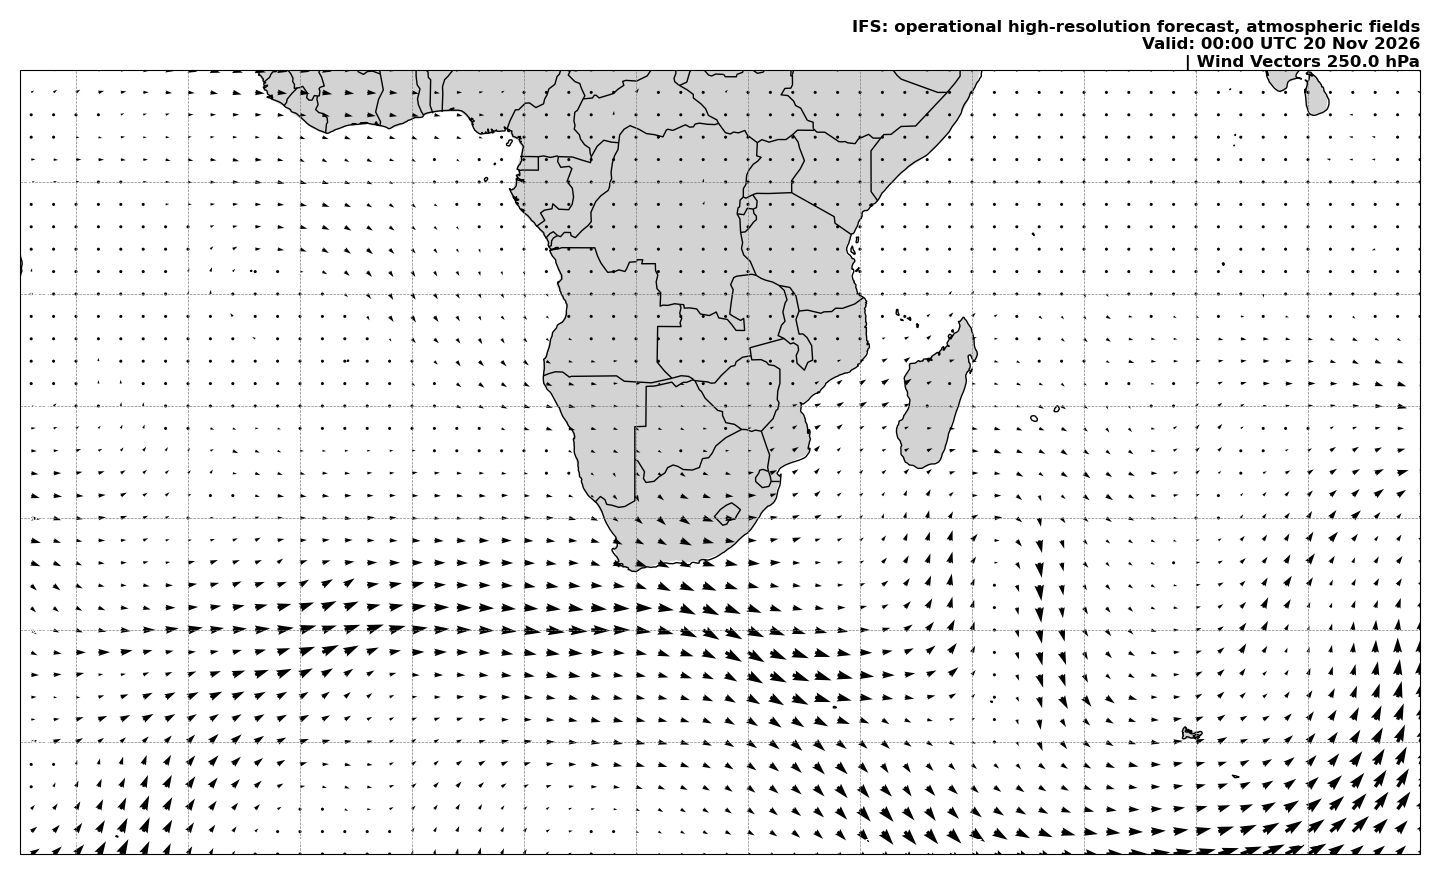 IFS: operational high-resolution forecast, atmospheric fields
Valid: 00:00 UTC 20 Nov 2026
| Wind Vectors 250.0 hPa